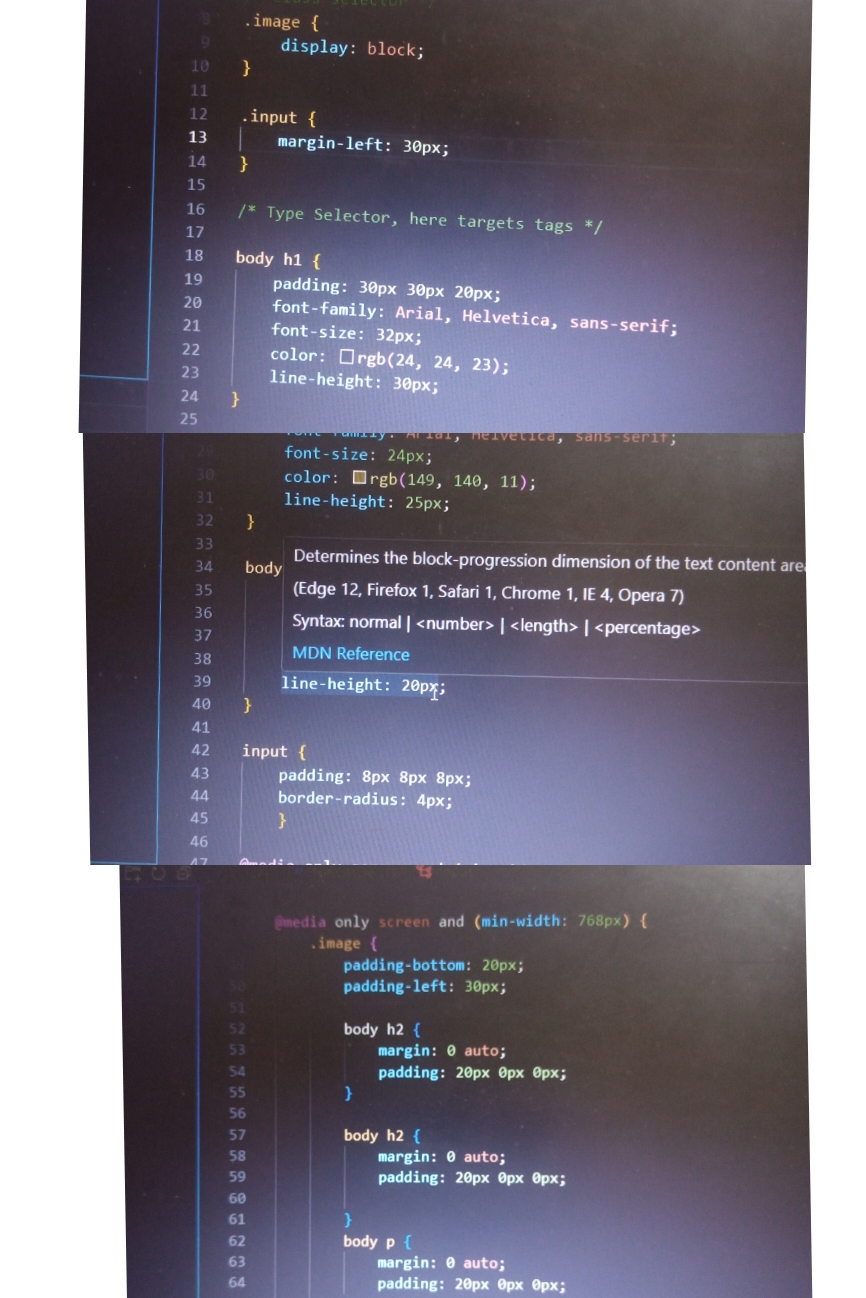 8 .image {
9 display: block;
10 }
11
12 .input {
13 margin-left: 30px;
14 }
15
16 /* Type Selector, here targets tags */
17
18 body h1 {
19 padding: 30px 30px 20px;
20 font-family: Arial, Helvetica, sans-serif;
21 font-size: 32px;
22 color: rgb(24, 24, 23);
23 line-height: 30px;
24 }
25
font-family: Arial, Helvetica, sans-serif;
29 font-size: 24px;
30 color: rgb(149, 140, 11);
31 line-height: 25px;
32 }
33
Determines the block-progression dimension of the text content
34 body
35 (Edge 12, Firefox 1, Safari 1, Chrome 1, IE 4, Opera 7)
36
37 Syntax: normal | <number> | <length> | <percentage>
38 MDN Reference
39 line-height: 20px;
40 }
41
42 input {
43 padding: 8px 8px 8px;
44 border-radius: 4px;
45 }
46
47 @media only
@media only screen and (min-width: 768px) {
.image {
padding-bottom: 20px;
50 padding-left: 30px;
51
52 body h2 {
53 margin: 0 auto;
54 padding: 20px 0px 0px;
55 }
56
57 body h2 {
58 margin: 0 auto;
59 padding: 20px 0px 0px;
60
61 }
62 body p {
63 margin: 0 auto;
64 padding: 20px 0px 0px;